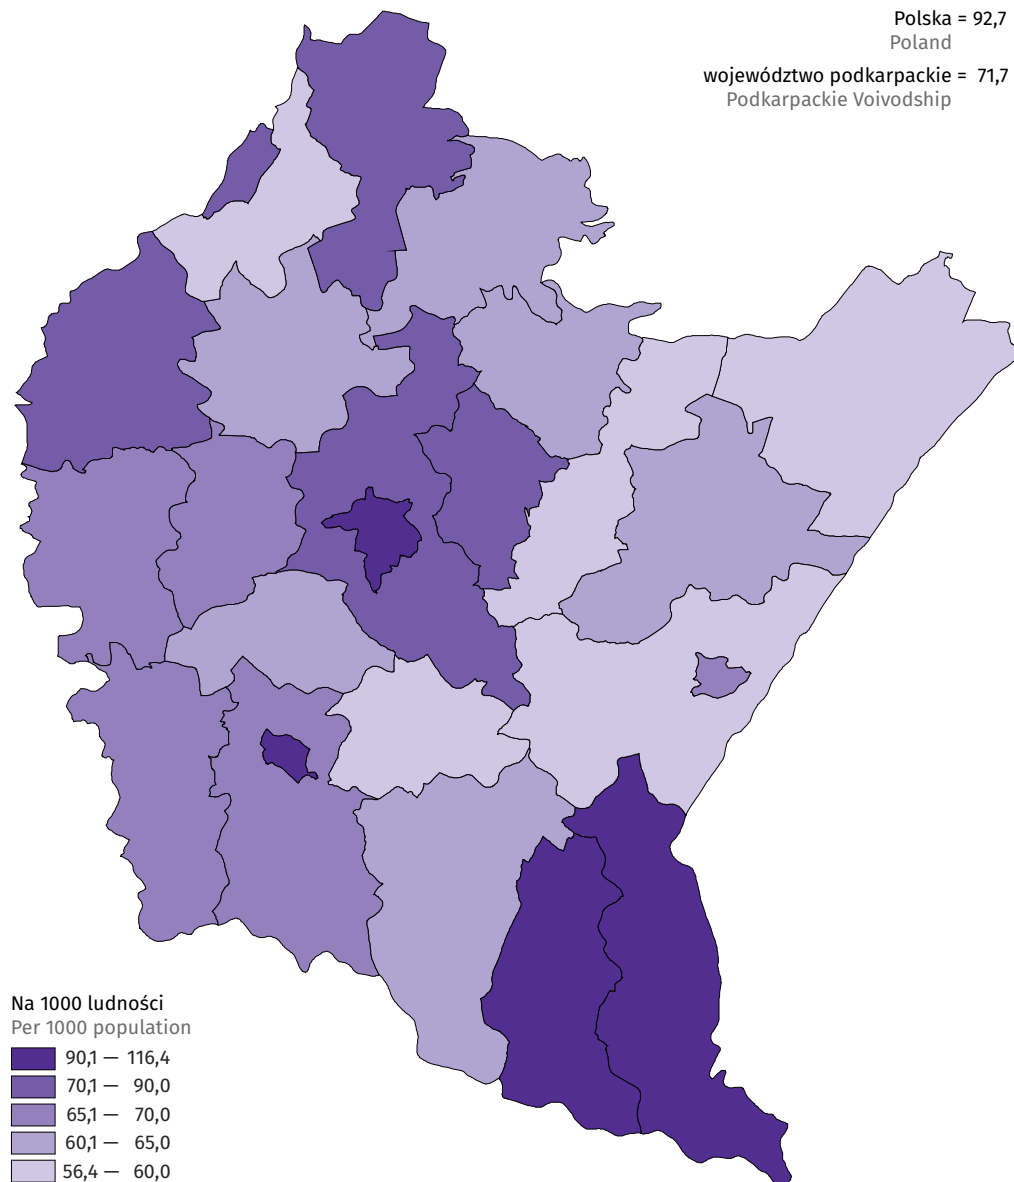 Polska = 92,7
Poland
województwo podkarpackie = 71,7
Podkarpackie Voivodship
Na 1000 ludności
Per 1000 population
90,1 — 116,4
70,1 — 90,0
65,1 — 70,0
60,1 — 65,0
56,4 — 60,0